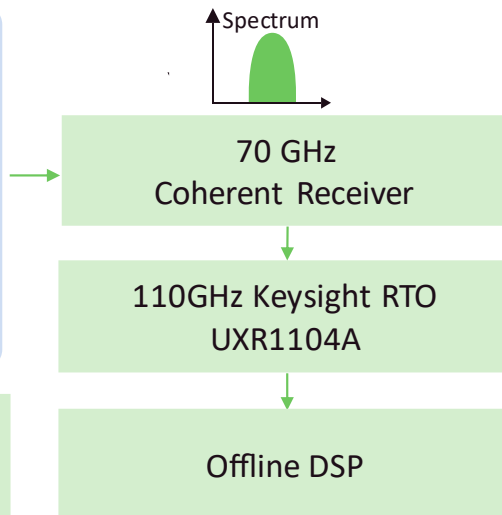 Spectrum
70 GHz
Coherent Receiver
110GHz Keysight RTO
UXR1104A
Offline DSP